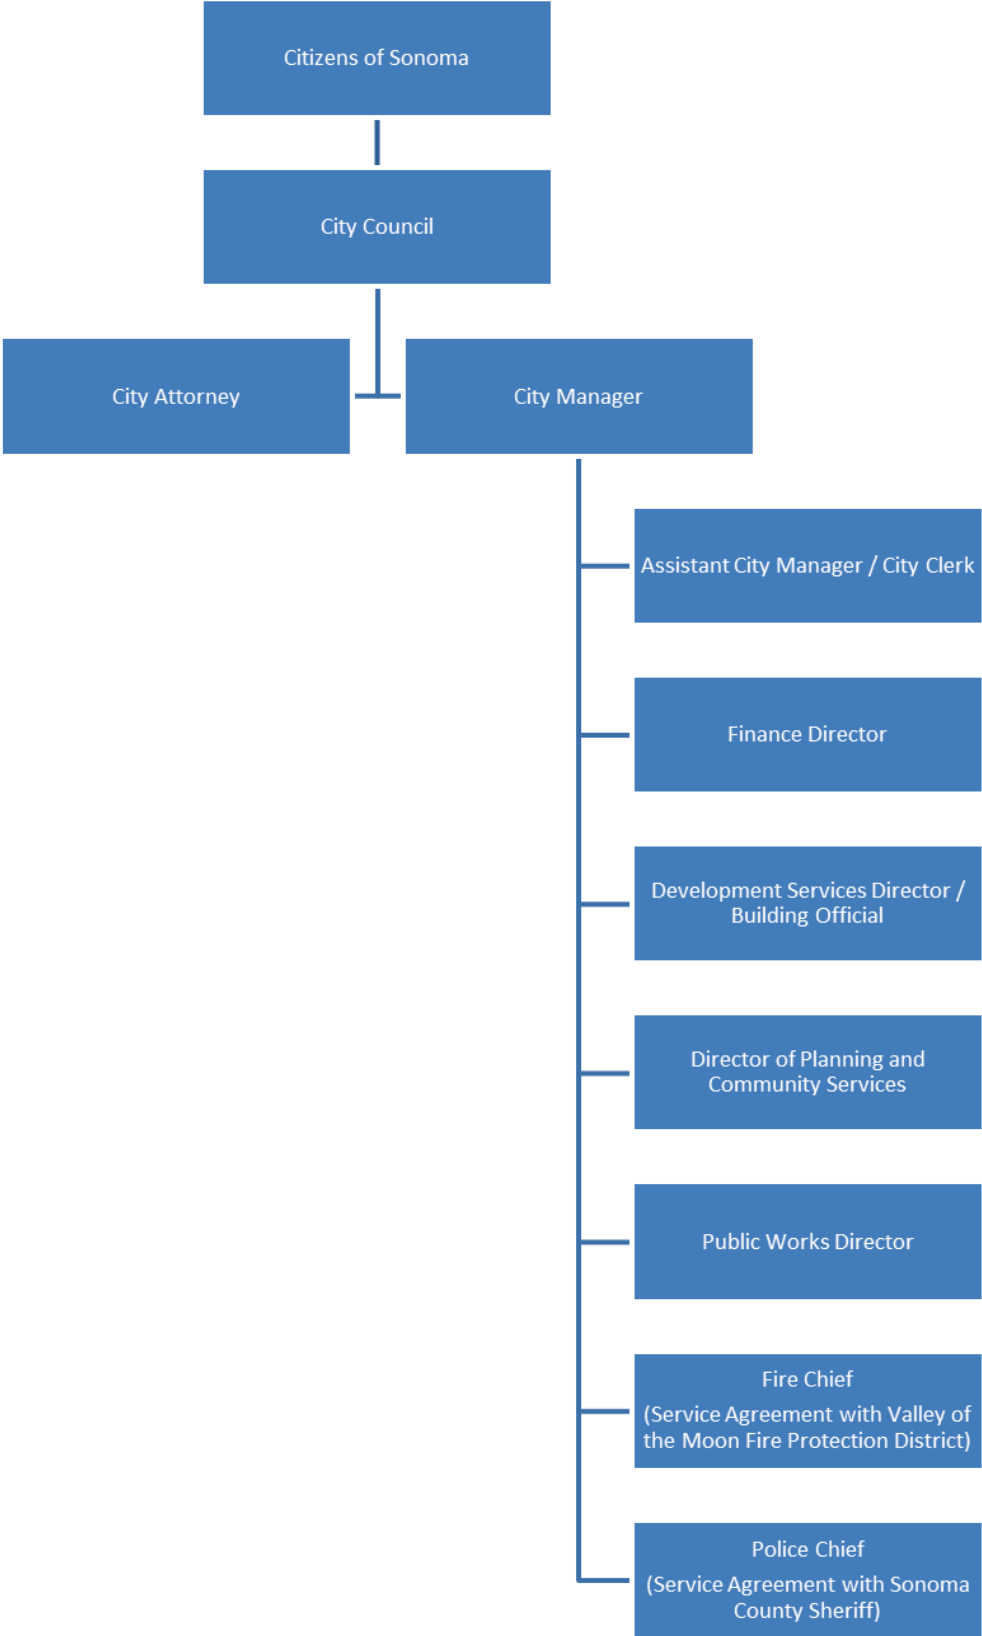 Citizens of Sonoma
City Council
City Attorney
City Manager
Assistant City Manager / City Clerk
Finance Director
Development Services Director /
Building Official
Director of Planning and
Community Services
Public Works Director
Fire Chief
(Service Agreement with Valley of
the Moon Fire Protection District)
Police Chief
(Service Agreement with Sonoma
County Sheriff)